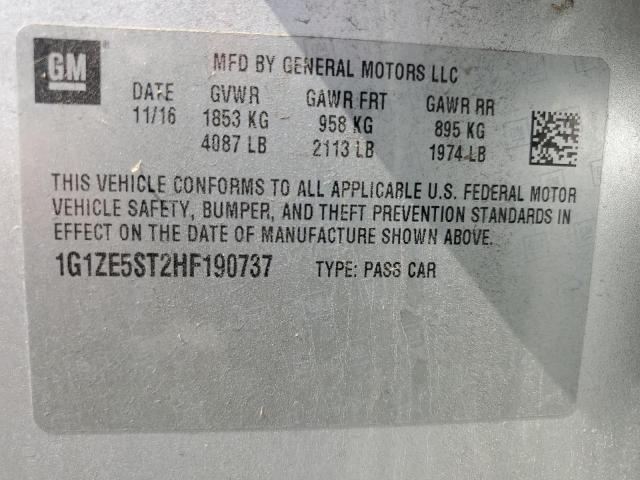 GM
MFD BY GENERAL MOTORS LLC
DATE GVWR GAWR FRT GAWR RR
11/16 1853 KG 958 KG 895 KG
4087 LB 2113 LB 1974 LB
THIS VEHICLE CONFORMS TO ALL APPLICABLE U.S. FEDERAL MOTOR
VEHICLE SAFETY, BUMPER, AND THEFT PREVENTION STANDARDS IN
EFFECT ON THE DATE OF MANUFACTURE SHOWN ABOVE.
1G1ZE5ST2HF190737 TYPE: PASS CAR